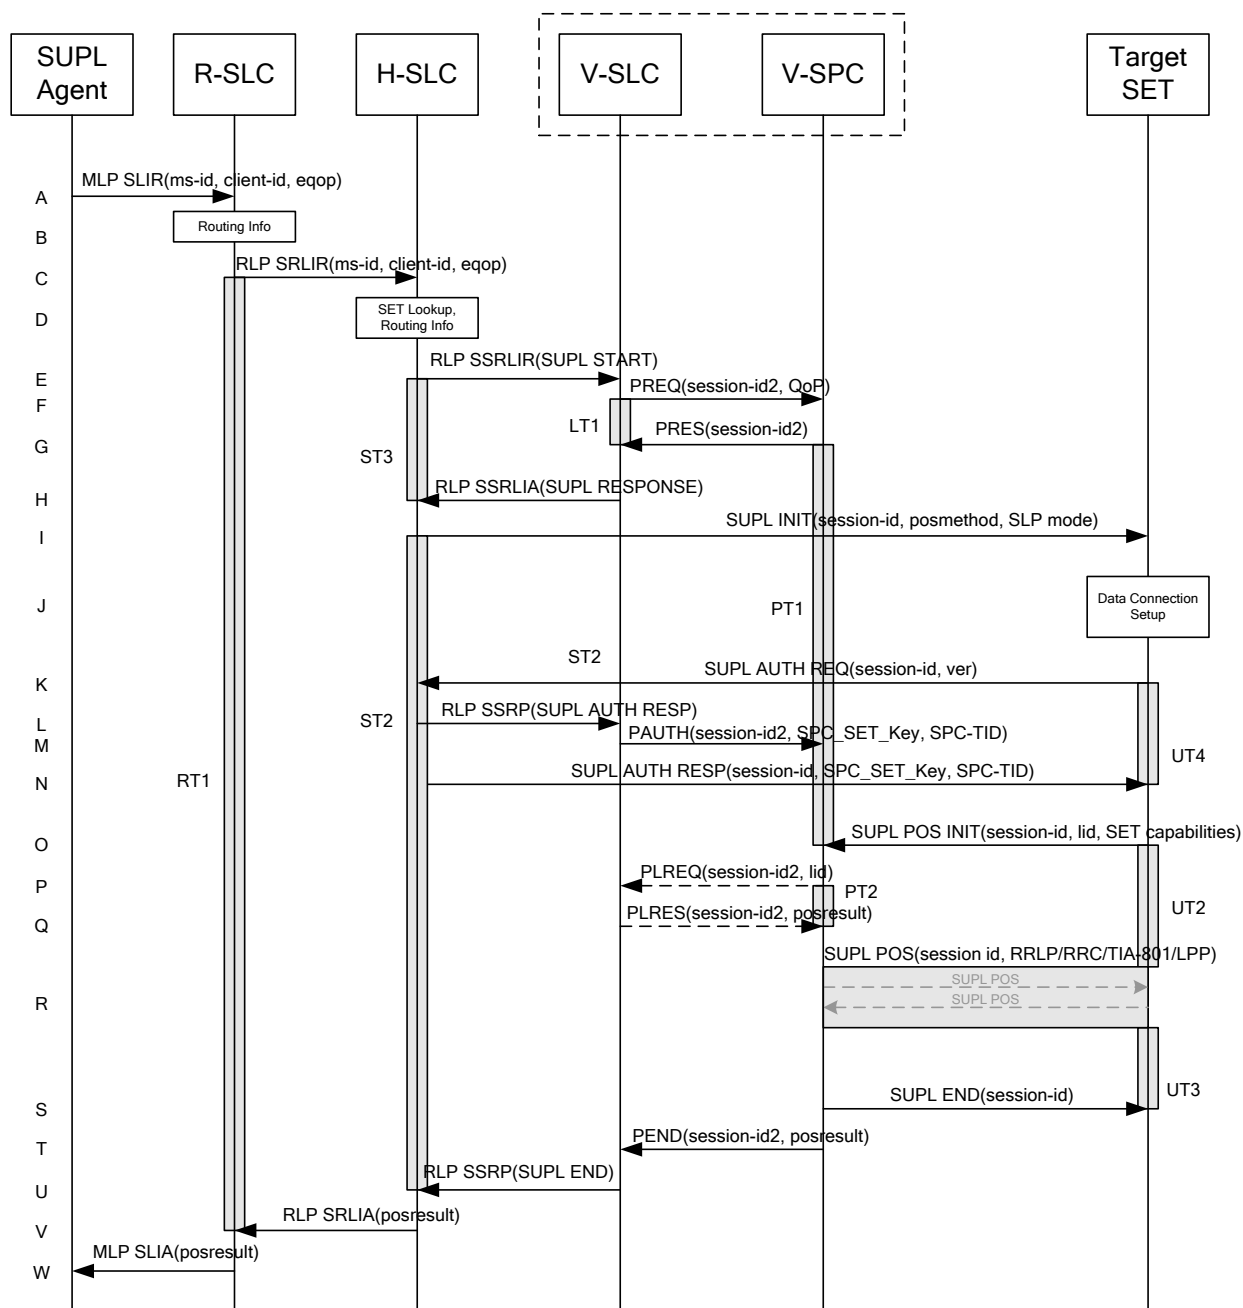 SUPL
Agent
R-SLC
H-SLC
V-SLC
V-SPC
Target
SET
A
MLP SLIR(ms-id, client-id, eqop)
B
Routing Info
C
RLP SRLIR(ms-id, client-id, eqop)
D
SET Lookup,
Routing Info
E
RLP SSRLIR(SUPL START)
F
PREQ(session-id2, QoP)
LT1
G
PRES(session-id2)
ST3
H
RLP SSRLIA(SUPL RESPONSE)
I
SUPL INIT(session-id, posmethod, SLP mode)
J
PT1
Data Connection
Setup
ST2
K
SUPL AUTH REQ(session-id, ver)
L
ST2
RLP SSRP(SUPL AUTH RESP)
M
PAUTH(session-id2, SPC_SET_Key, SPC-TID)
UT4
N
RT1
SUPL AUTH RESP(session-id, SPC_SET_Key, SPC-TID)
O
SUPL POS INIT(session-id, lid, SET capabilities)
P
PLREQ(session-id2, lid)
PT2
Q
PLRES(session-id2, posresult)
UT2
SUPL POS(session id, RRLP/RRC/TIA-801/LPP)
SUPL POS
R
SUPL POS
UT3
S
SUPL END(session-id)
T
PEND(session-id2, posresult)
U
RLP SSRP(SUPL END)
V
RLP SRLIA(posresult)
W
MLP SLIA(posresult)